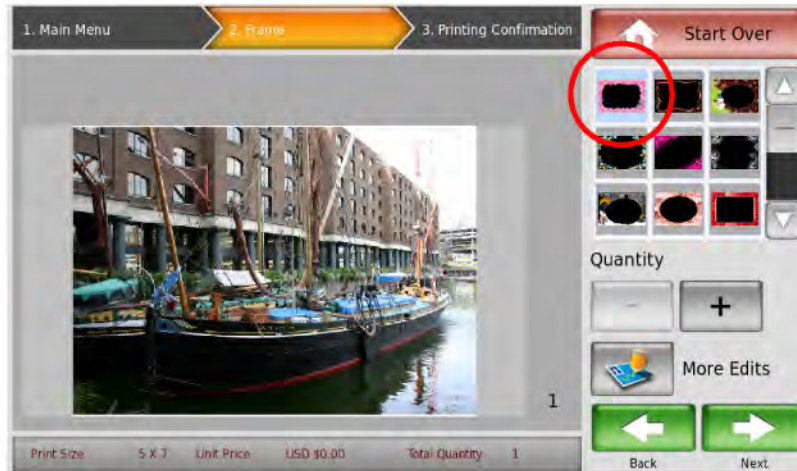 1. Main Menu
2. Frame
3. Printing Confirmation
Start Over
Quantity
− +
More Edits
1
Print Size 5 X 7 Unit Price USD $0.00 Total Quantity 1
Back Next